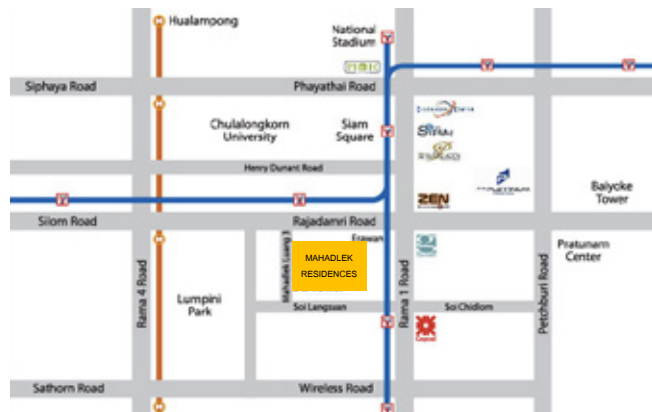 Hualampong
National
Stadium
Siphaya Road
Phayathai Road
Chulalongkorn
University
Siam
Square
Henry Dunant Road
ZEN
Baiyoke
Tower
Silom Road
Rajadamri Road
Erawan
Pratunam
Center
Mahadlek Luang 3
MAHADLEK
RESIDENCES
Rama 4 Road
Lumpini
Park
Soi Langsuan
Rama 1 Road
Soi Chidlom
Petchburi Road
Sathorn Road
Wireless Road